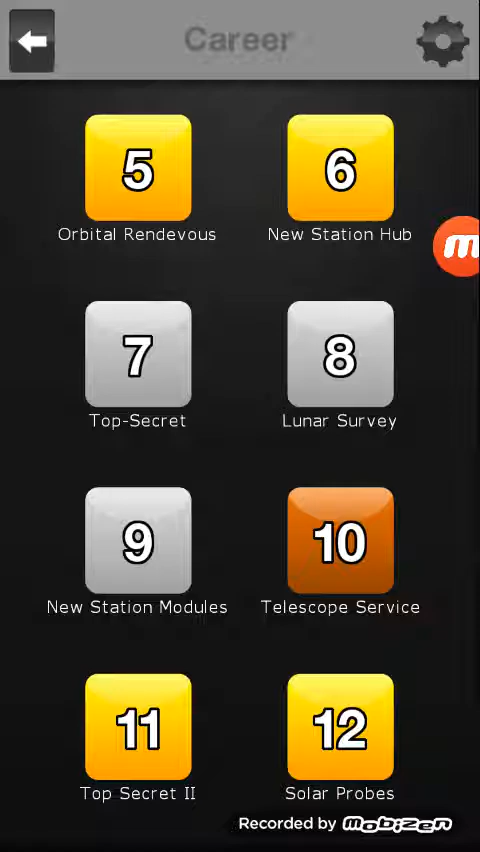 Career
5
6
Orbital Rendevous
New Station Hub
m
7
8
Top-Secret
Lunar Survey
9
10
New Station Modules
Telescope Service
11
12
Top Secret II
Solar Probes
Recorded by mobizen